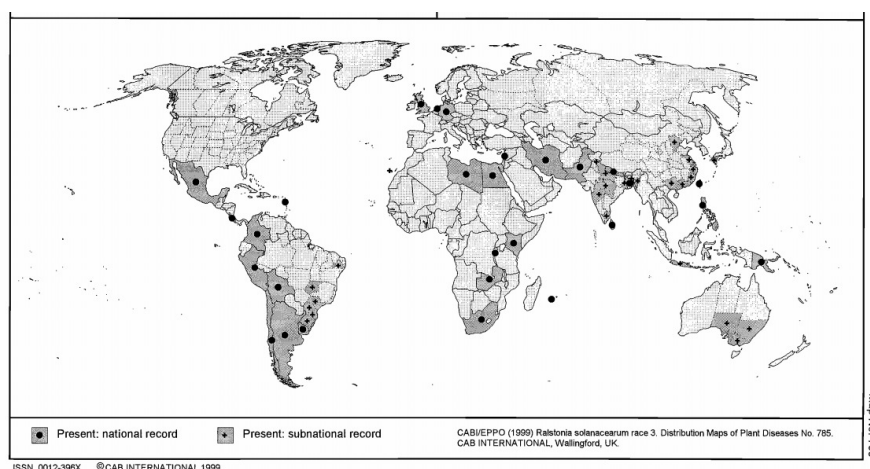 Present: national record
Present: subnational record
CABI/EPPO (1999) Ralstonia solanacearum race 3. Distribution Maps of Plant Diseases No. 785.
CAB INTERNATIONAL, Wallingford, UK.
ISSN 0012-396X ©CAB INTERNATIONAL 1999